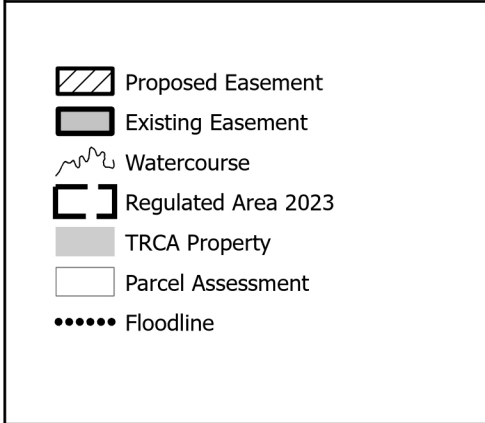 Proposed Easement
Existing Easement
Watercourse
Regulated Area 2023
TRCA Property
Parcel Assessment
Floodline